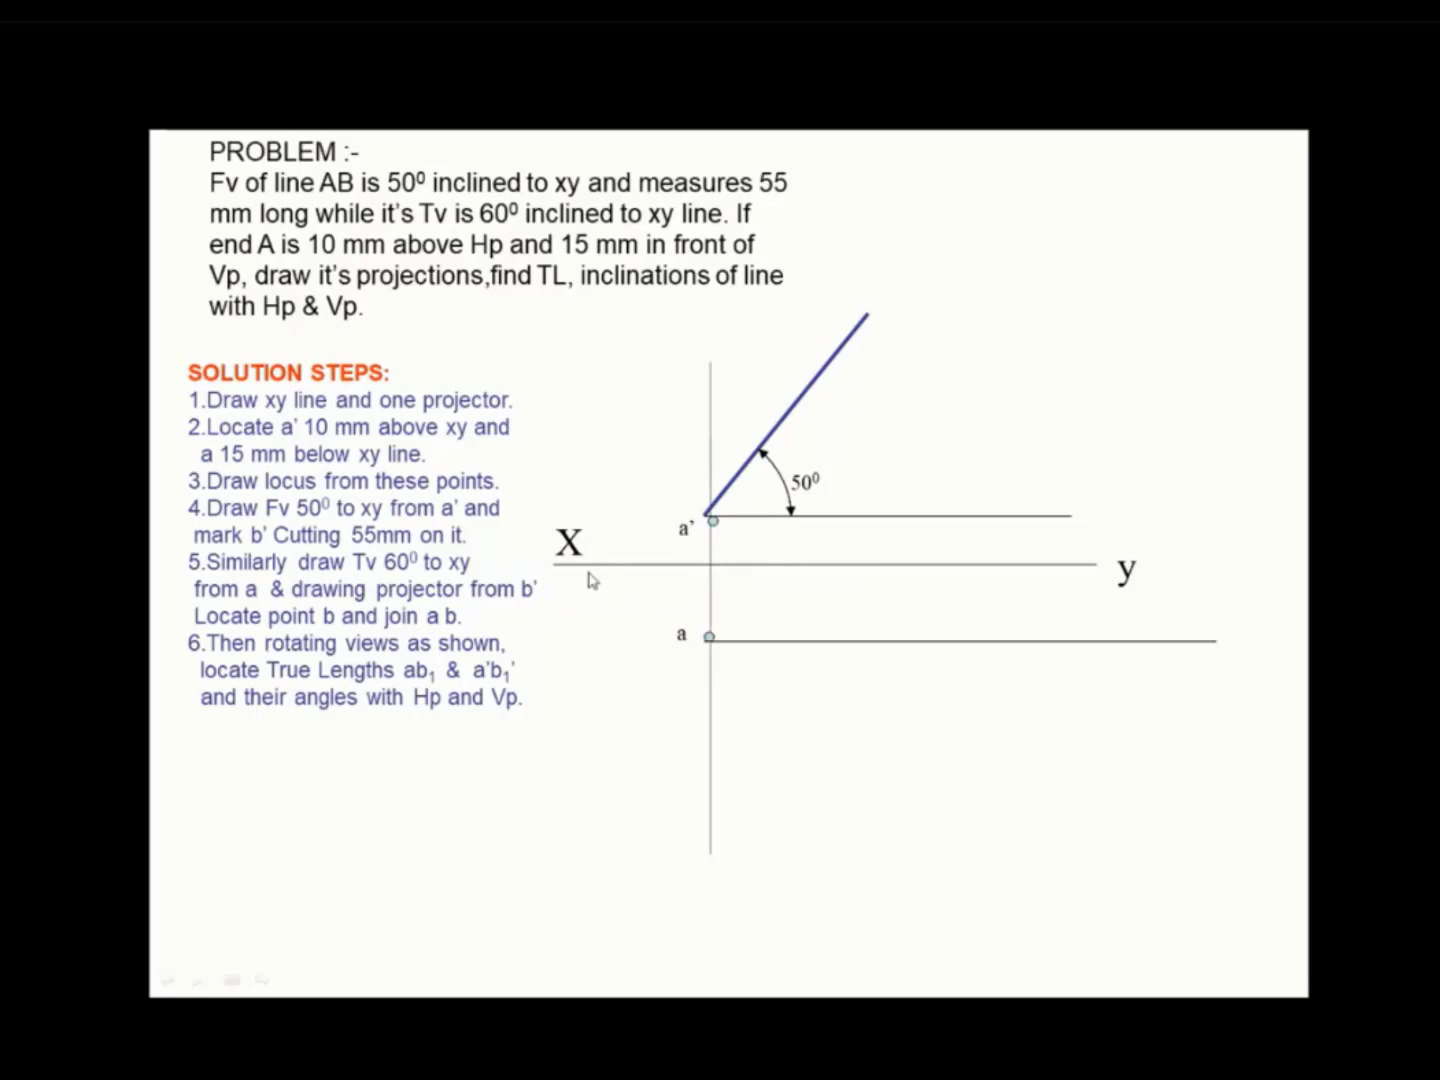 PROBLEM :-
Fv of line AB is 50⁰ inclined to xy and measures 55
mm long while it's Tv is 60⁰ inclined to xy line. If
end A is 10 mm above Hp and 15 mm in front of
Vp, draw it's projections,find TL, inclinations of line
with Hp & Vp.
SOLUTION STEPS:
1.Draw xy line and one projector.
2.Locate a' 10 mm above xy and
a 15 mm below xy line.
3.Draw locus from these points.
4.Draw Fv 50⁰ to xy from a' and
mark b' Cutting 55mm on it.
5.Similarly draw Tv 60⁰ to xy
from a & drawing projector from b'
Locate point b and join a b.
6.Then rotating views as shown,
locate True Lengths ab₁ & a'b₁'
and their angles with Hp and Vp.
50⁰
a'
X
y
a